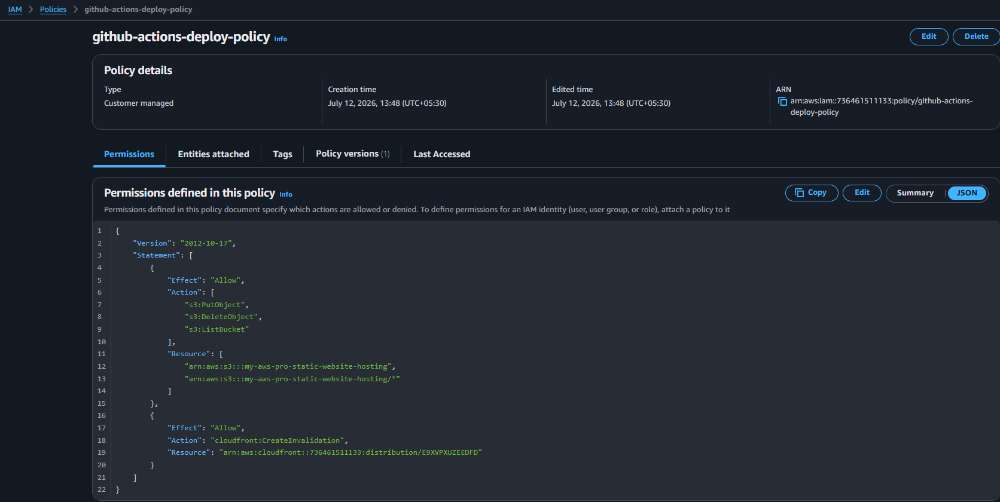 IAM > Policies > github-actions-deploy-policy
github-actions-deploy-policy Info
Edit
Delete
Policy details
Type
Customer managed
Creation time
July 12, 2026, 13:48 (UTC+05:30)
Edited time
July 12, 2026, 13:48 (UTC+05:30)
ARN
arn:aws:iam::736461511133:policy/github-actions-
deploy-policy
Permissions
Entities attached
Tags
Policy versions (1)
Last Accessed
Permissions defined in this policy Info
Copy
Edit
Summary
JSON
Permissions defined in this policy document specify which actions are allowed or denied. To define permissions for an IAM identity (user, user group, or role), attach a policy to it
1 {
2     "Version": "2012-10-17",
3     "Statement": [
4         {
5             "Effect": "Allow",
6             "Action": [
7                 "s3:PutObject",
8                 "s3:DeleteObject",
9                 "s3:ListBucket"
10             ],
11             "Resource": [
12                 "arn:aws:s3:::my-aws-pro-static-website-hosting",
13                 "arn:aws:s3:::my-aws-pro-static-website-hosting/*"
14             ]
15         },
16         {
17             "Effect": "Allow",
18             "Action": "cloudfront:CreateInvalidation",
19             "Resource": "arn:aws:cloudfront::736461511133:distribution/E9XVPXUZEEDFD"
20         }
21     ]
22 }